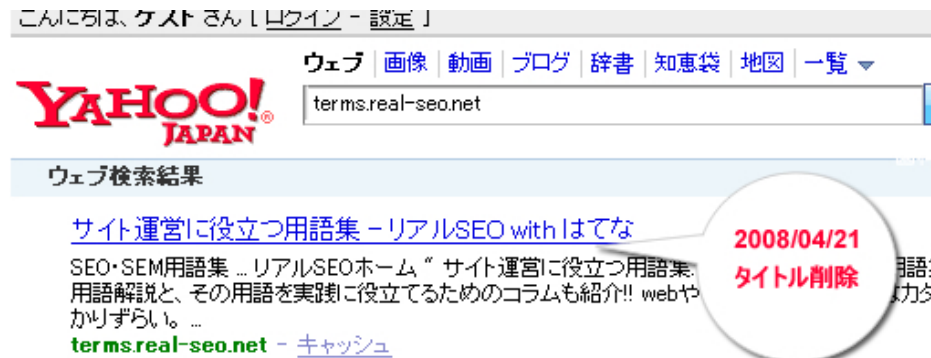 こんにちは、ゲスト さん [ ログイン - 設定 ]
ウェブ | 画像 | 動画 | ブログ | 辞書 | 知恵袋 | 地図 | 一覧
YAHOO! ®
JAPAN
terms.real-seo.net
ウェブ検索結果
サイト運営に役立つ用語集 - リアルSEO with はてな
2008/04/21
タイトル削除
SEO・SEM用語集 ... リアルSEOホーム “ サイト運営に役立つ用語集. 用語
用語解説と、その用語を実践に役立てるためのコラムも紹介!! webや
かりずらい。 ...
terms.real-seo.net - キャッシュ